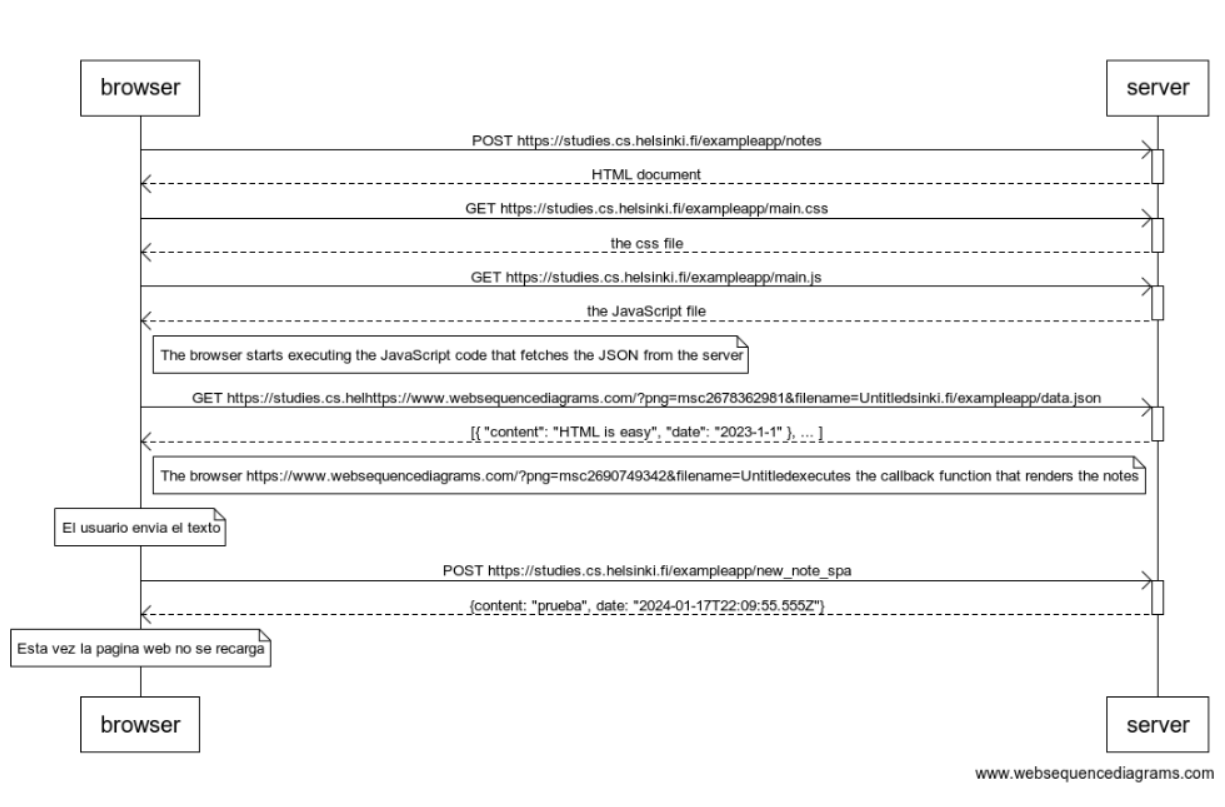 browser
server
POST https://studies.cs.helsinki.fi/exampleapp/notes
HTML document
GET https://studies.cs.helsinki.fi/exampleapp/main.css
the css file
GET https://studies.cs.helsinki.fi/exampleapp/main.js
the JavaScript file
The browser starts executing the JavaScript code that fetches the JSON from the server
GET https://studies.cs.helhttps://www.websequencediagrams.com/?png=msc2678362981&filename=Untitledsinki.fi/exampleapp/data.json
[{ "content": "HTML is easy", "date": "2023-1-1" }, ... ]
The browser https://www.websequencediagrams.com/?png=msc2690749342&filename=Untitledexecutes the callback function that renders the notes
El usuario envia el texto
POST https://studies.cs.helsinki.fi/exampleapp/new_note_spa
{content: "prueba", date: "2024-01-17T22:09:55.555Z"}
Esta vez la pagina web no se recarga
browser
server
www.websequencediagrams.com